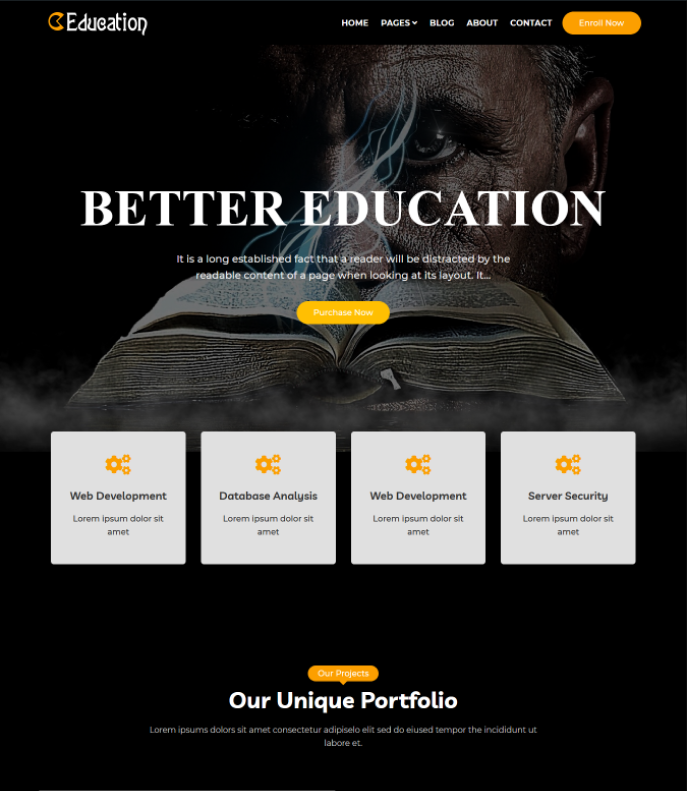 Education
HOME PAGES BLOG ABOUT CONTACT Enroll Now
BETTER EDUCATION
It is a long established fact that a reader will be distracted by the
readable content of a page when looking at its layout. It...
Purchase Now
Web Development
Lorem ipsum dolor sit
amet
Database Analysis
Lorem ipsum dolor sit
amet
Web Development
Lorem ipsum dolor sit
amet
Server Security
Lorem ipsum dolor sit
amet
Our Projects
Our Unique Portfolio
Lorem ipsums dolors sit amet consectetur adipiselo elit sed do eiused tempor the incididunt ut
labore et.